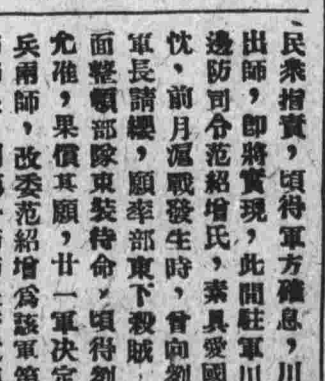 民衆指責，頃得軍方確息，川
出師，卽將實現，此間駐軍川
邊防司令范紹增氏，素具愛國
忱，前月滬戰發生時，曾向劉
軍長請纓，願率部東下殺賊
面整頓部隊束裝待命，頃得劉
允准，果償其願，廿一軍决定
兵兩師，改委范紹增爲該軍第